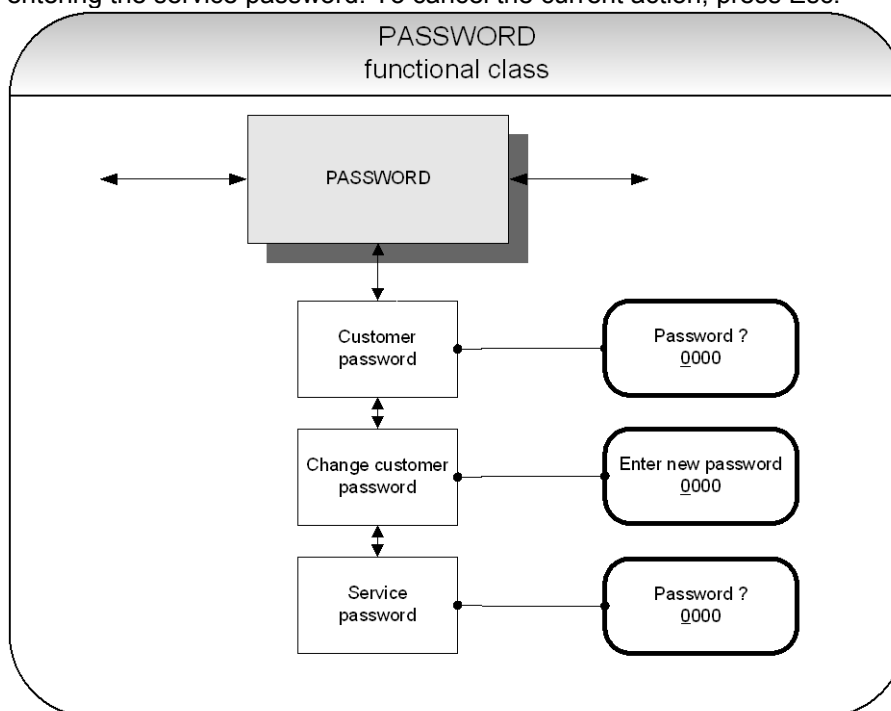 entering the service password. To cancel the current action, press Esc.
PASSWORD
functional class
PASSWORD
Customer
password
Password ?
0000
Change customer
password
Enter new password
0000
Service
password
Password ?
0000